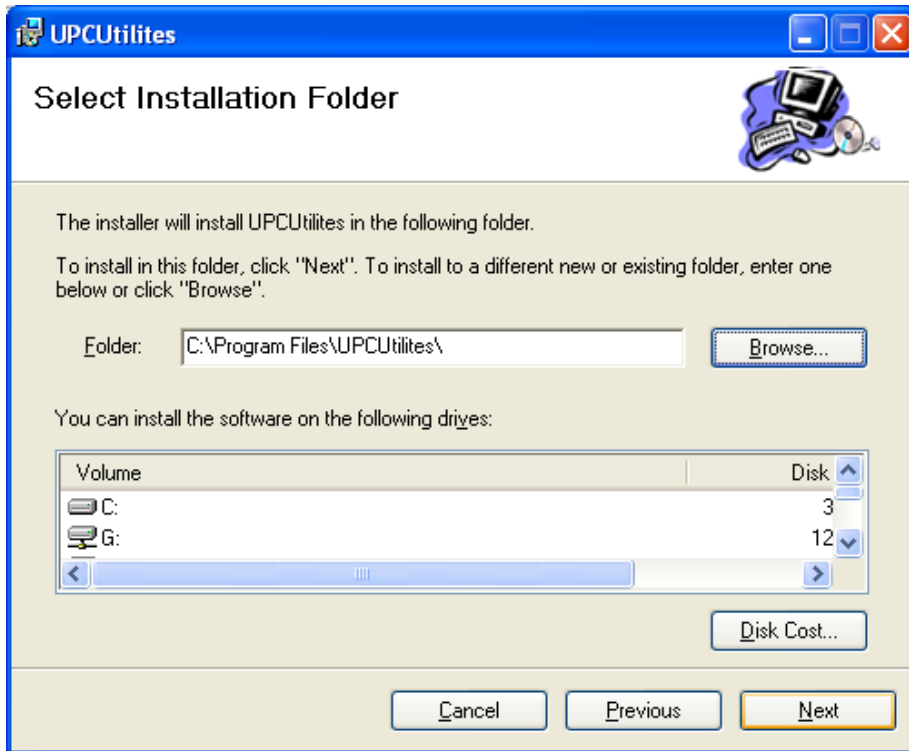 UPCUtilites
Select Installation Folder
The installer will install UPCUtilites in the following folder.
To install in this folder, click "Next". To install to a different new or existing folder, enter one
below or click "Browse".
Folder: C:\Program Files\UPCUtilites\ Browse...
You can install the software on the following drives:
Volume Disk
C: 3
G: 12
Disk Cost...
Cancel Previous Next